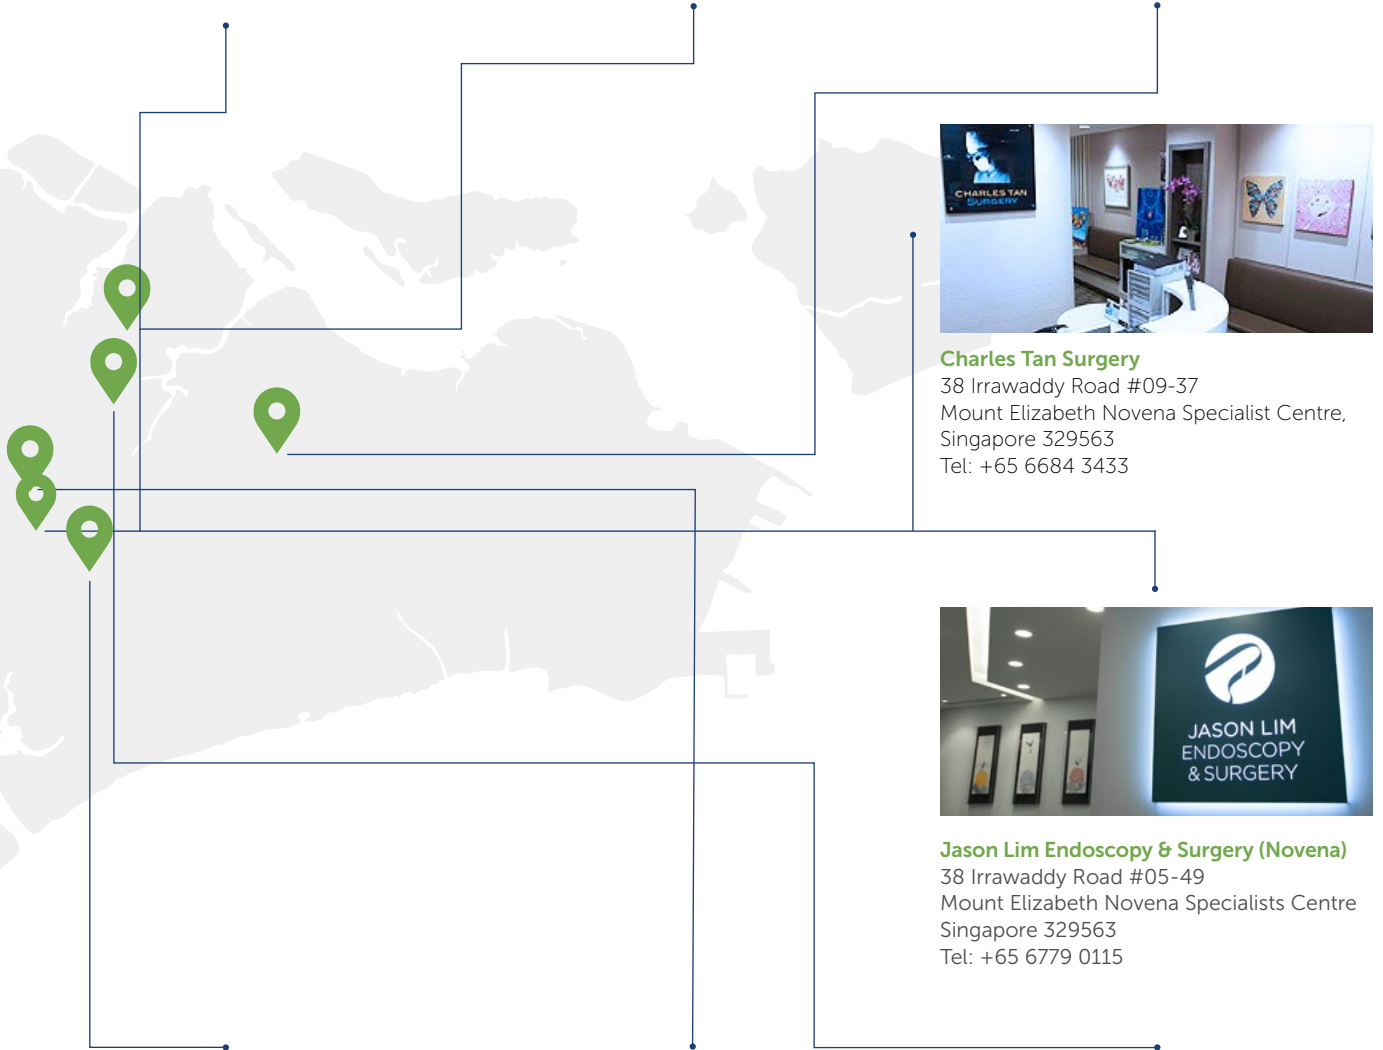 CHARLES TAN
SURGERY
Charles Tan Surgery
38 Irrawaddy Road #09-37
Mount Elizabeth Novena Specialist Centre,
Singapore 329563
Tel: +65 6684 3433
JASON LIM
ENDOSCOPY
& SURGERY
Jason Lim Endoscopy & Surgery (Novena)
38 Irrawaddy Road #05-49
Mount Elizabeth Novena Specialists Centre
Singapore 329563
Tel: +65 6779 0115